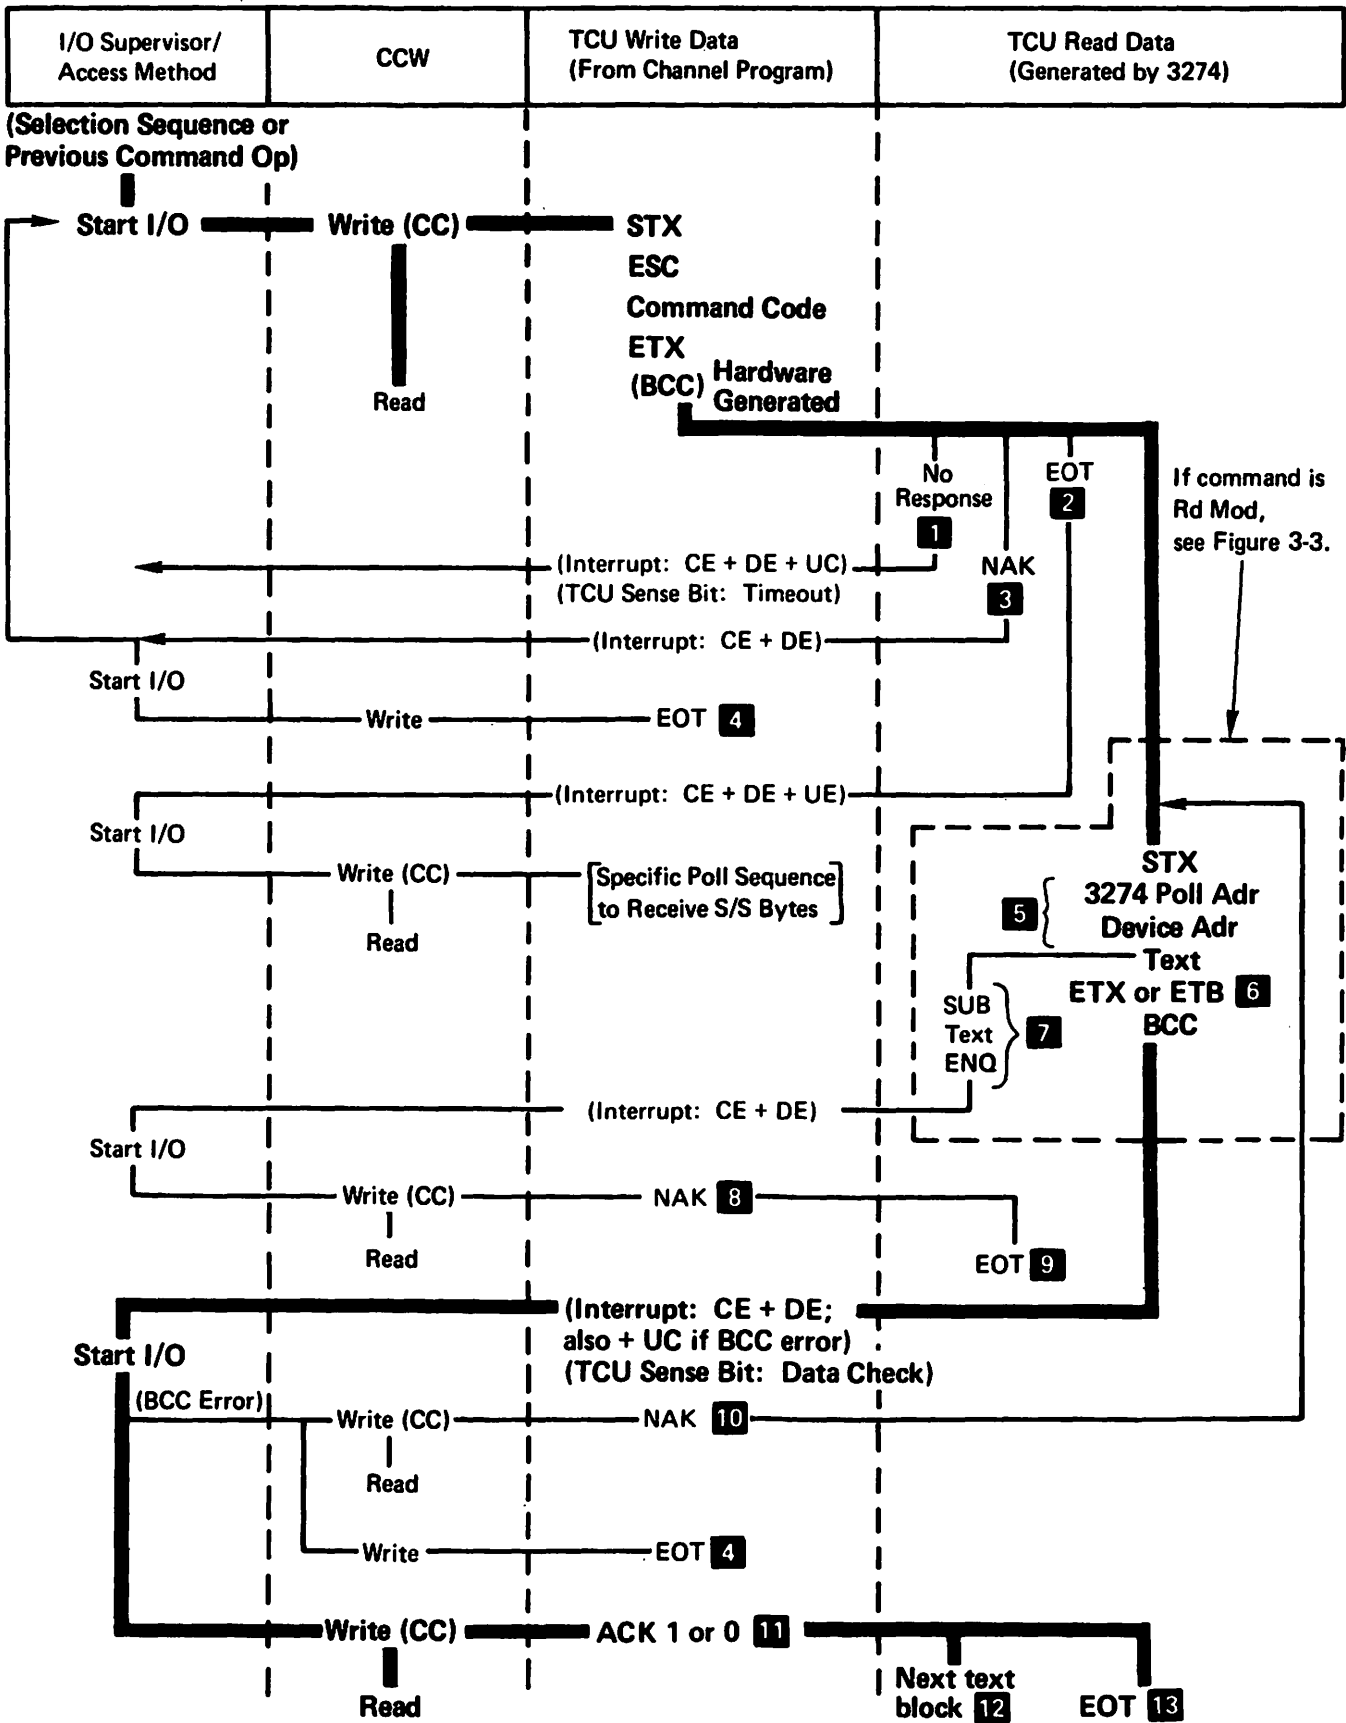 I/O Supervisor/
Access Method
CCW
TCU Write Data
(From Channel Program)
TCU Read Data
(Generated by 3274)
(Selection Sequence or
Previous Command Op)
Start I/O
Write (CC)
STX
ESC
Command Code
ETX
(BCC) Hardware
Generated
Read
No
Response
1
EOT
2
If command is
Rd Mod,
see Figure 3-3.
(Interrupt: CE + DE + UC)
(TCU Sense Bit: Timeout)
NAK
3
(Interrupt: CE + DE)
Start I/O
Write
EOT 4
(Interrupt: CE + DE + UE)
Start I/O
Write (CC)
[Specific Poll Sequence
to Receive S/S Bytes]
Read
STX
5
3274 Poll Adr
Device Adr
Text
ETX or ETB 6
BCC
SUB
Text
ENQ
7
(Interrupt: CE + DE)
Start I/O
Write (CC)
NAK 8
Read
EOT 9
(Interrupt: CE + DE;
also + UC if BCC error)
(TCU Sense Bit: Data Check)
Start I/O
(BCC Error)
Write (CC)
NAK 10
Read
Write
EOT 4
Write (CC)
ACK 1 or 0 11
Read
Next text
block 12
EOT 13